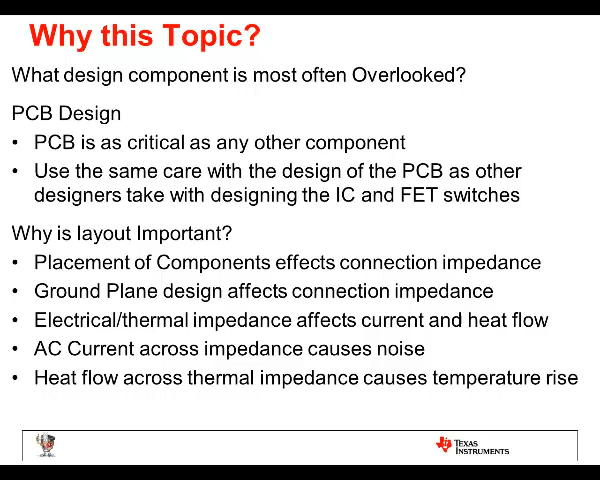 Why this Topic?
What design component is most often Overlooked?
PCB Design
• PCB is as critical as any other component
• Use the same care with the design of the PCB as other
designers take with designing the IC and FET switches
Why is layout Important?
• Placement of Components effects connection impedance
• Ground Plane design affects connection impedance
• Electrical/thermal impedance affects current and heat flow
• AC Current across impedance causes noise
• Heat flow across thermal impedance causes temperature rise
TEXAS
INSTRUMENTS